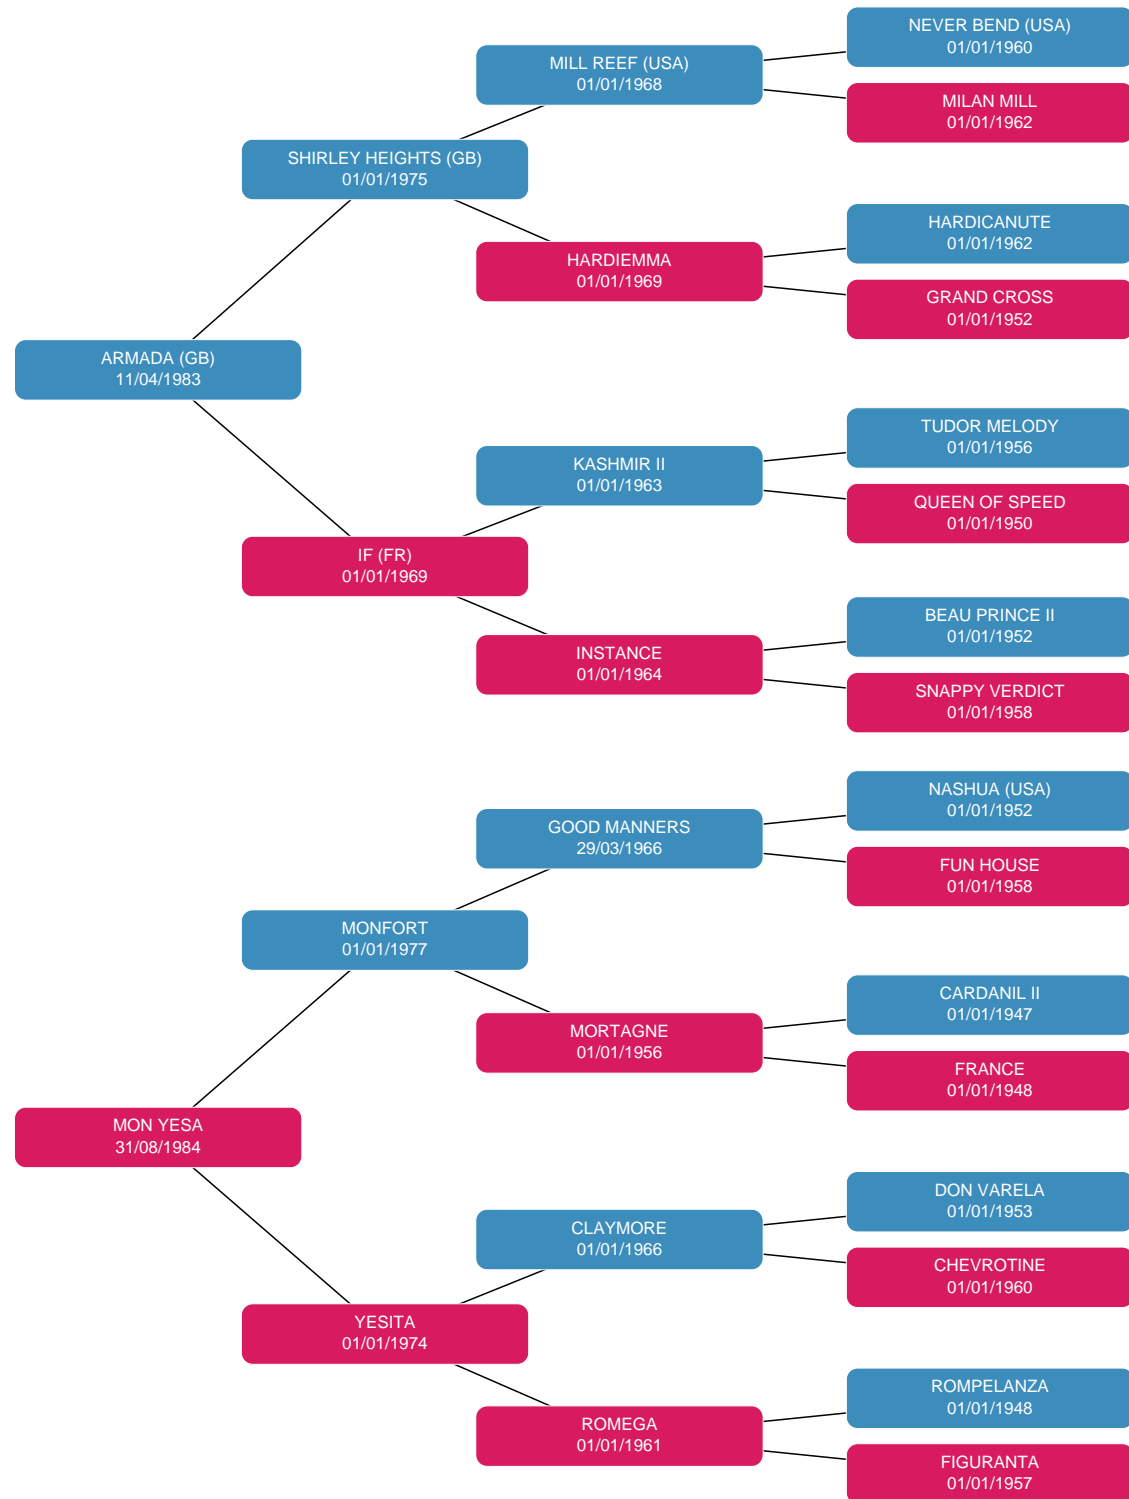 NEVER BEND (USA)
01/01/1960
MILL REEF (USA)
01/01/1968
MILAN MILL
01/01/1962
SHIRLEY HEIGHTS (GB)
01/01/1975
HARDICANUTE
01/01/1962
HARDIEMMA
01/01/1969
GRAND CROSS
01/01/1952
ARMADA (GB)
11/04/1983
TUDOR MELODY
01/01/1956
KASHMIR II
01/01/1963
QUEEN OF SPEED
01/01/1950
IF (FR)
01/01/1969
BEAU PRINCE II
01/01/1952
INSTANCE
01/01/1964
SNAPPY VERDICT
01/01/1958
NASHUA (USA)
01/01/1952
GOOD MANNERS
29/03/1966
FUN HOUSE
01/01/1958
MONFORT
01/01/1977
CARDANIL II
01/01/1947
MORTAGNE
01/01/1956
FRANCE
01/01/1948
MON YESA
31/08/1984
DON VARELA
01/01/1953
CLAYMORE
01/01/1966
CHEVROTINE
01/01/1960
YESITA
01/01/1974
ROMPELANZA
01/01/1948
ROMEGA
01/01/1961
FIGURANTA
01/01/1957